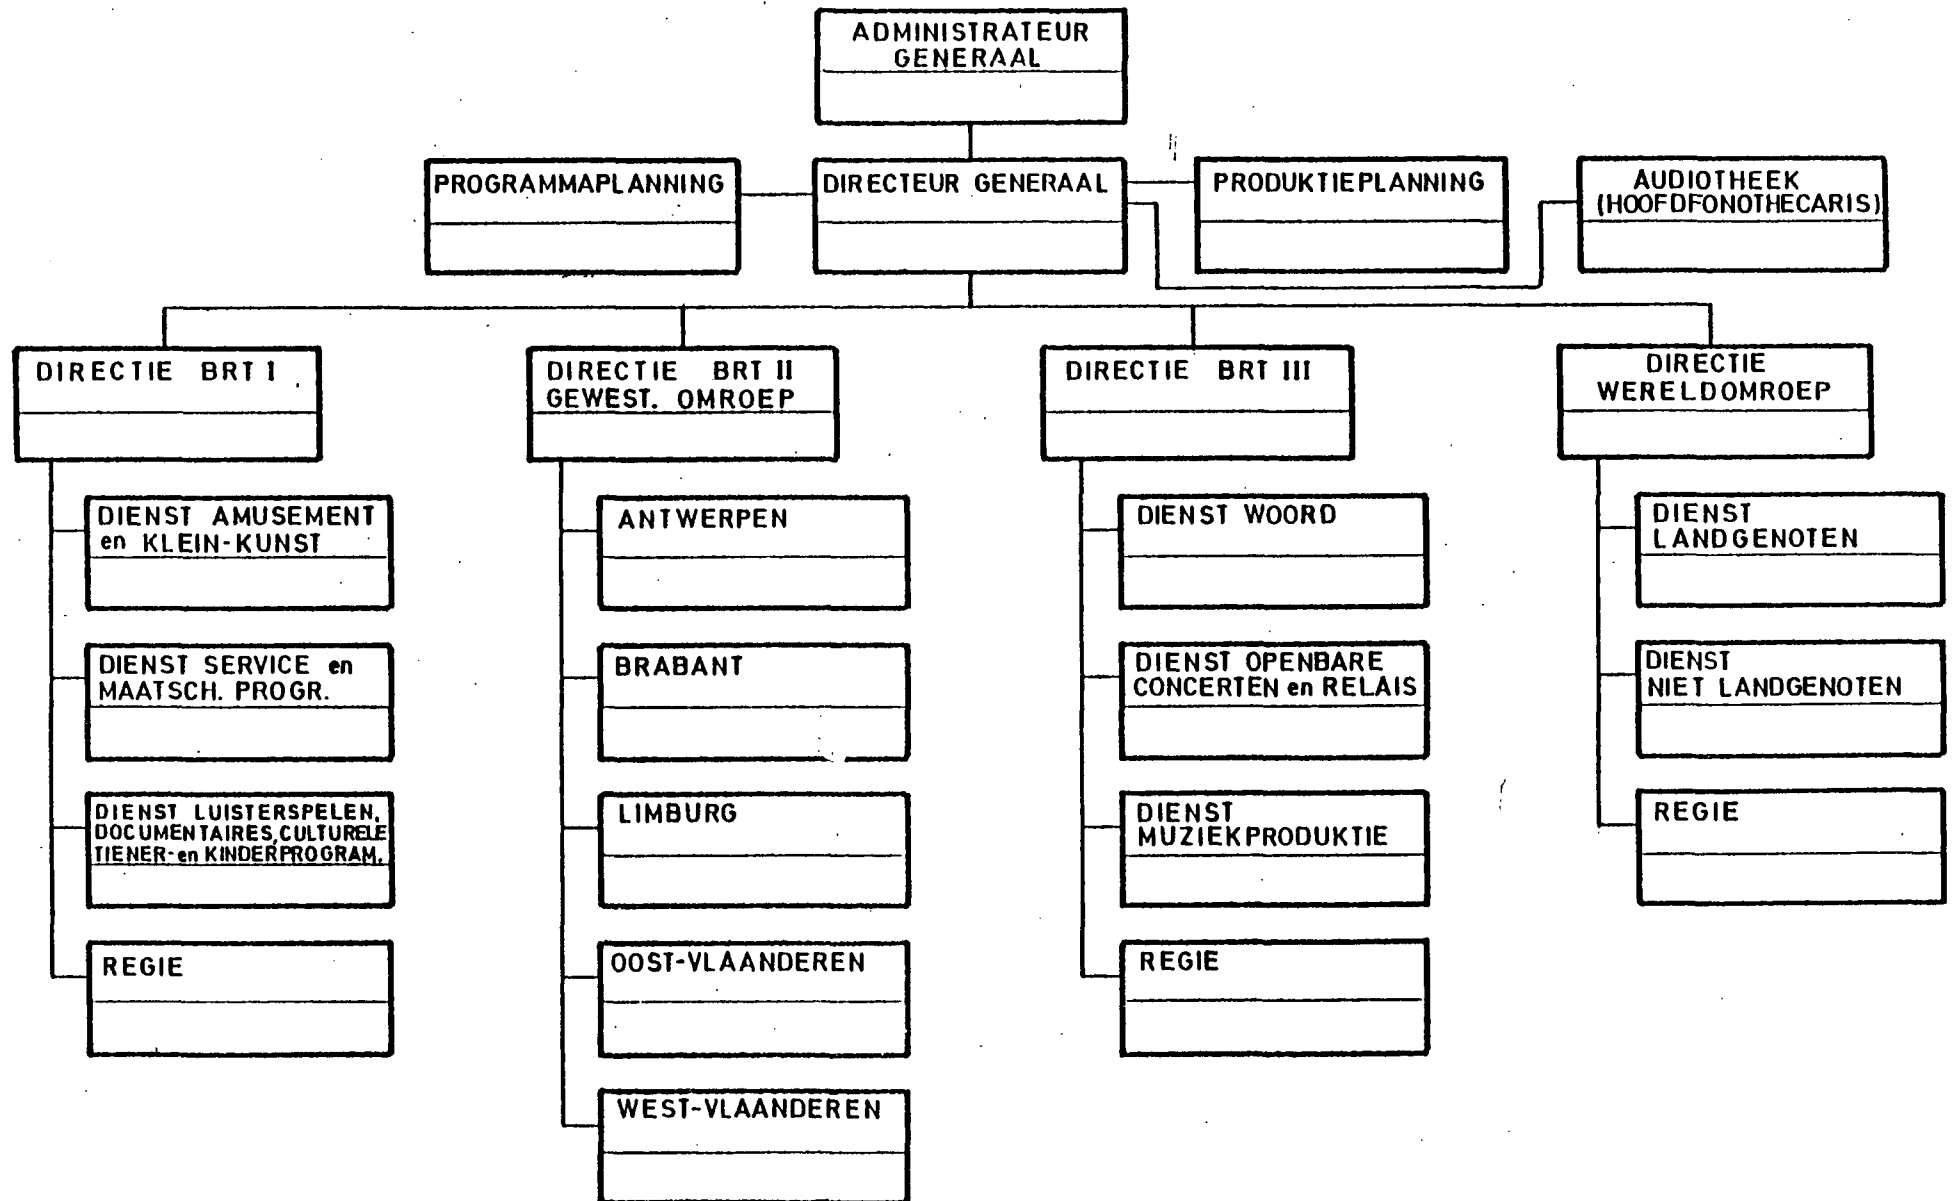 ADMINISTRATEUR
GENERAAL
PROGRAMMAPLANNING
DIRECTEUR GENERAAL
PRODUKTIEPLANNING
AUDIOTHEEK
(HOOFDFONOTHECARIS)
DIRECTIE BRT I
DIENST AMUSEMENT
en KLEIN-KUNST
DIENST SERVICE en
MAATSCH. PROGR.
DIENST LUISTERSPELEN,
DOCUMENTAIRES, CULTURELE
TIENER-en KINDERPROGRAM.
REGIE
DIRECTIE BRT II
GEWEST. OMROEP
ANTWERPEN
BRABANT
LIMBURG
OOST-VLAANDEREN
WEST-VLAANDEREN
DIRECTIE BRT III
DIENST WOORD
DIENST OPENBARE
CONCERTEN en RELAIS
DIENST
MUZIEKPRODUKTIE
REGIE
DIRECTIE
WERELDOMROEP
DIENST
LANDGENOTEN
DIENST
NIET LANDGENOTEN
REGIE